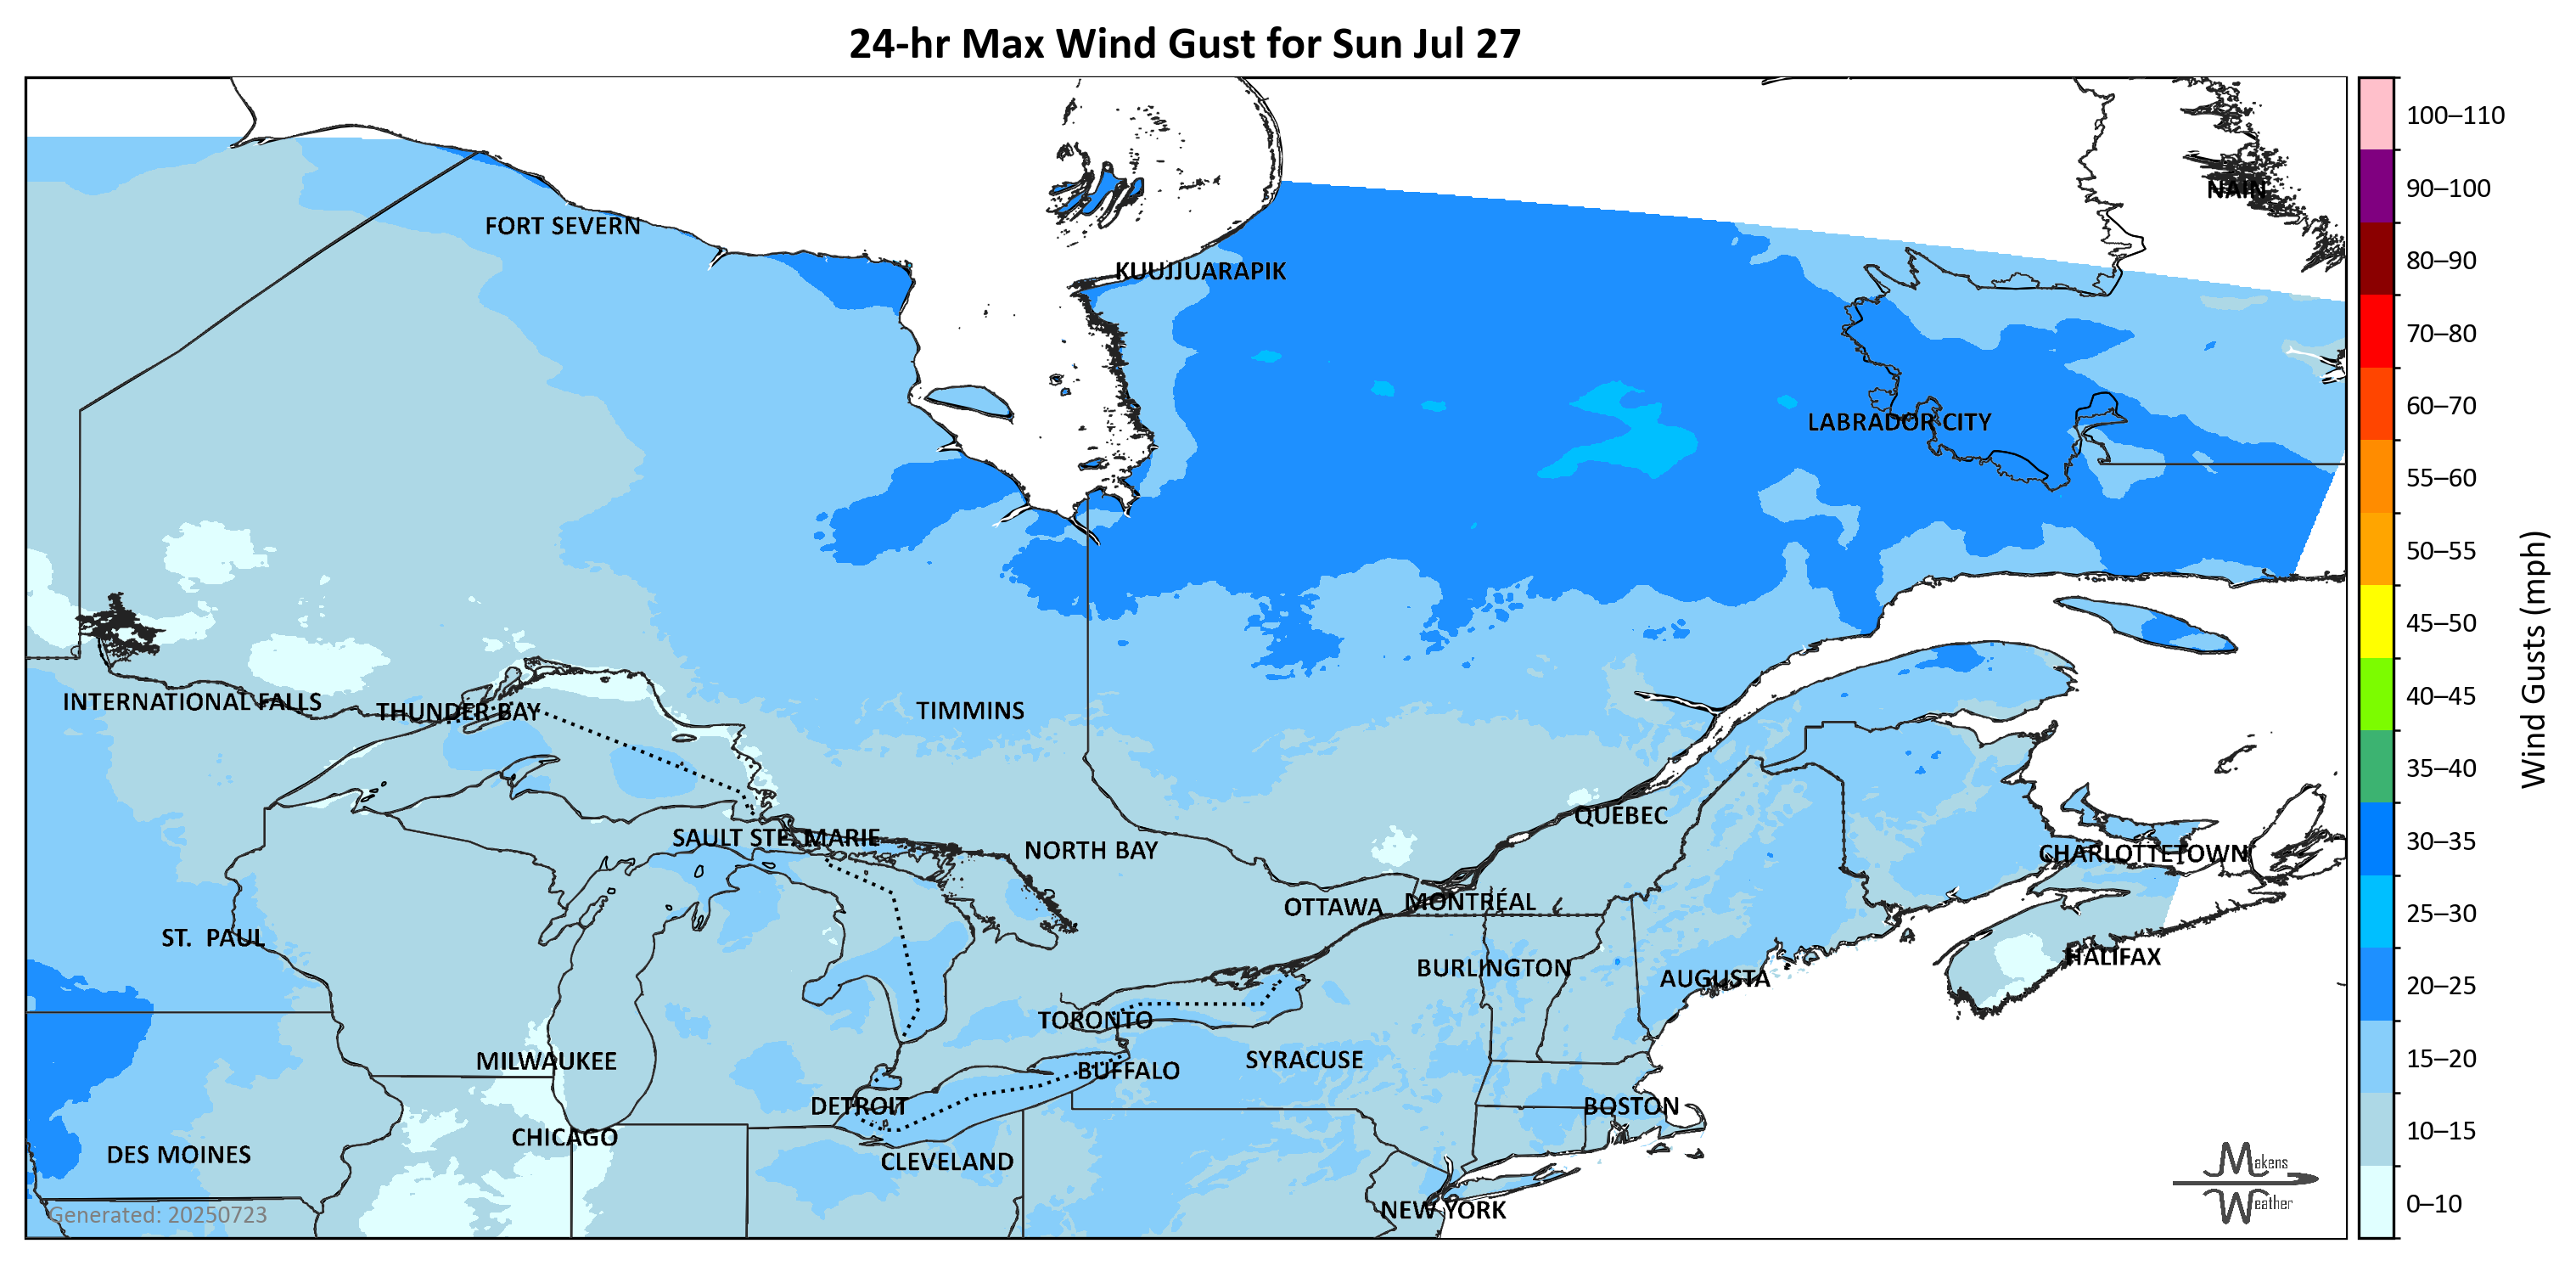 24-hr Max Wind Gust for Sun Jul 27
100–110
90–100
NAIN
FORT SEVERN
80–90
KUUJJUARAPIK
70–80
60–70
LABRADOR CITY
55–60
50–55
45–50
Wind Gusts (mph)
40–45
INTERNATIONAL FALLS
THUNDER BAY
TIMMINS
35–40
QUEBEC
30–35
SAULT STE. MARIE
NORTH BAY
CHARLOTTETOWN
OTTAWA
MONTRÉAL
25–30
ST. PAUL
HALIFAX
BURLINGTON
AUGUSTA
20–25
TORONTO
MILWAUKEE
SYRACUSE
15–20
BUFFALO
DETROIT
BOSTON
10–15
CHICAGO
DES MOINES
CLEVELAND
Makens
Weather
0–10
NEW YORK
Generated: 20250723